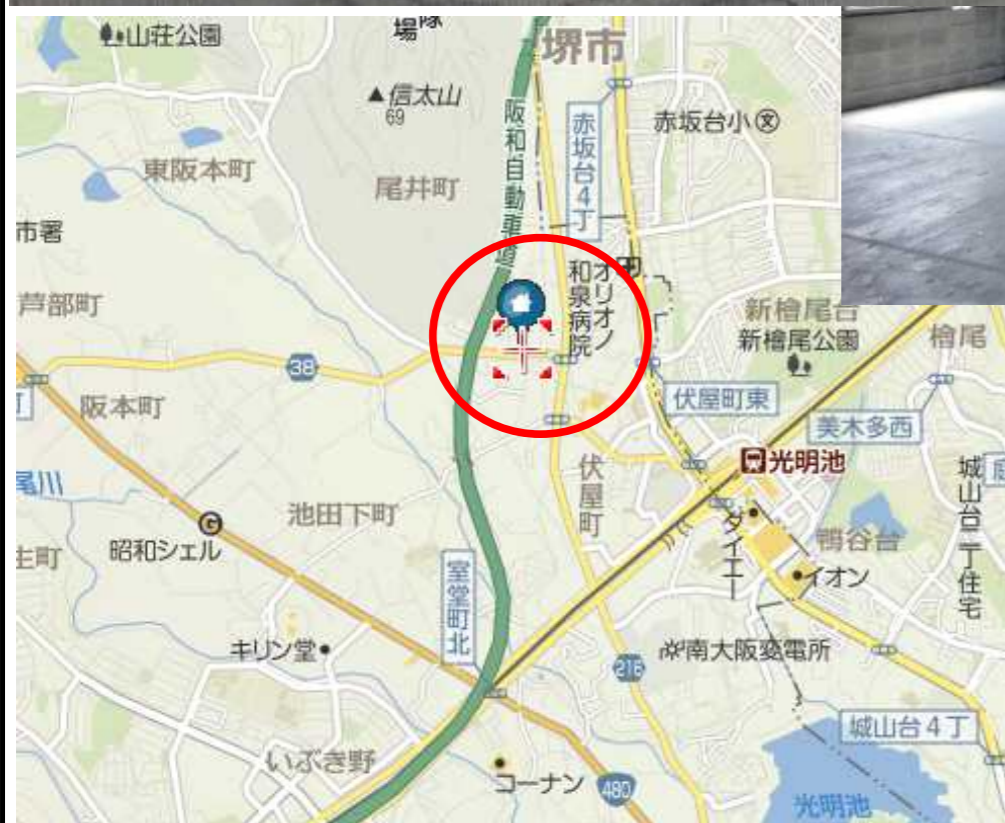 山荘公園
場
隊
堺市
▲信太山
69
阪和自動車道
赤坂台4丁
赤坂台小
東阪本町
尾井町
市署
オリオノ
和泉病院
芦部町
新檜尾台
新檜尾公園
檜尾
38
伏屋町東
阪本町
丁
美木多西
光明池
尾川
池田下町
伏屋町
城山台二丁住宅
G
昭和シェル
生町
ダイエー
鴨谷台
イオン
室堂町北
キリン堂
南大阪変電所
216
城山台4丁
いぶき野
コーナン
480
光明池